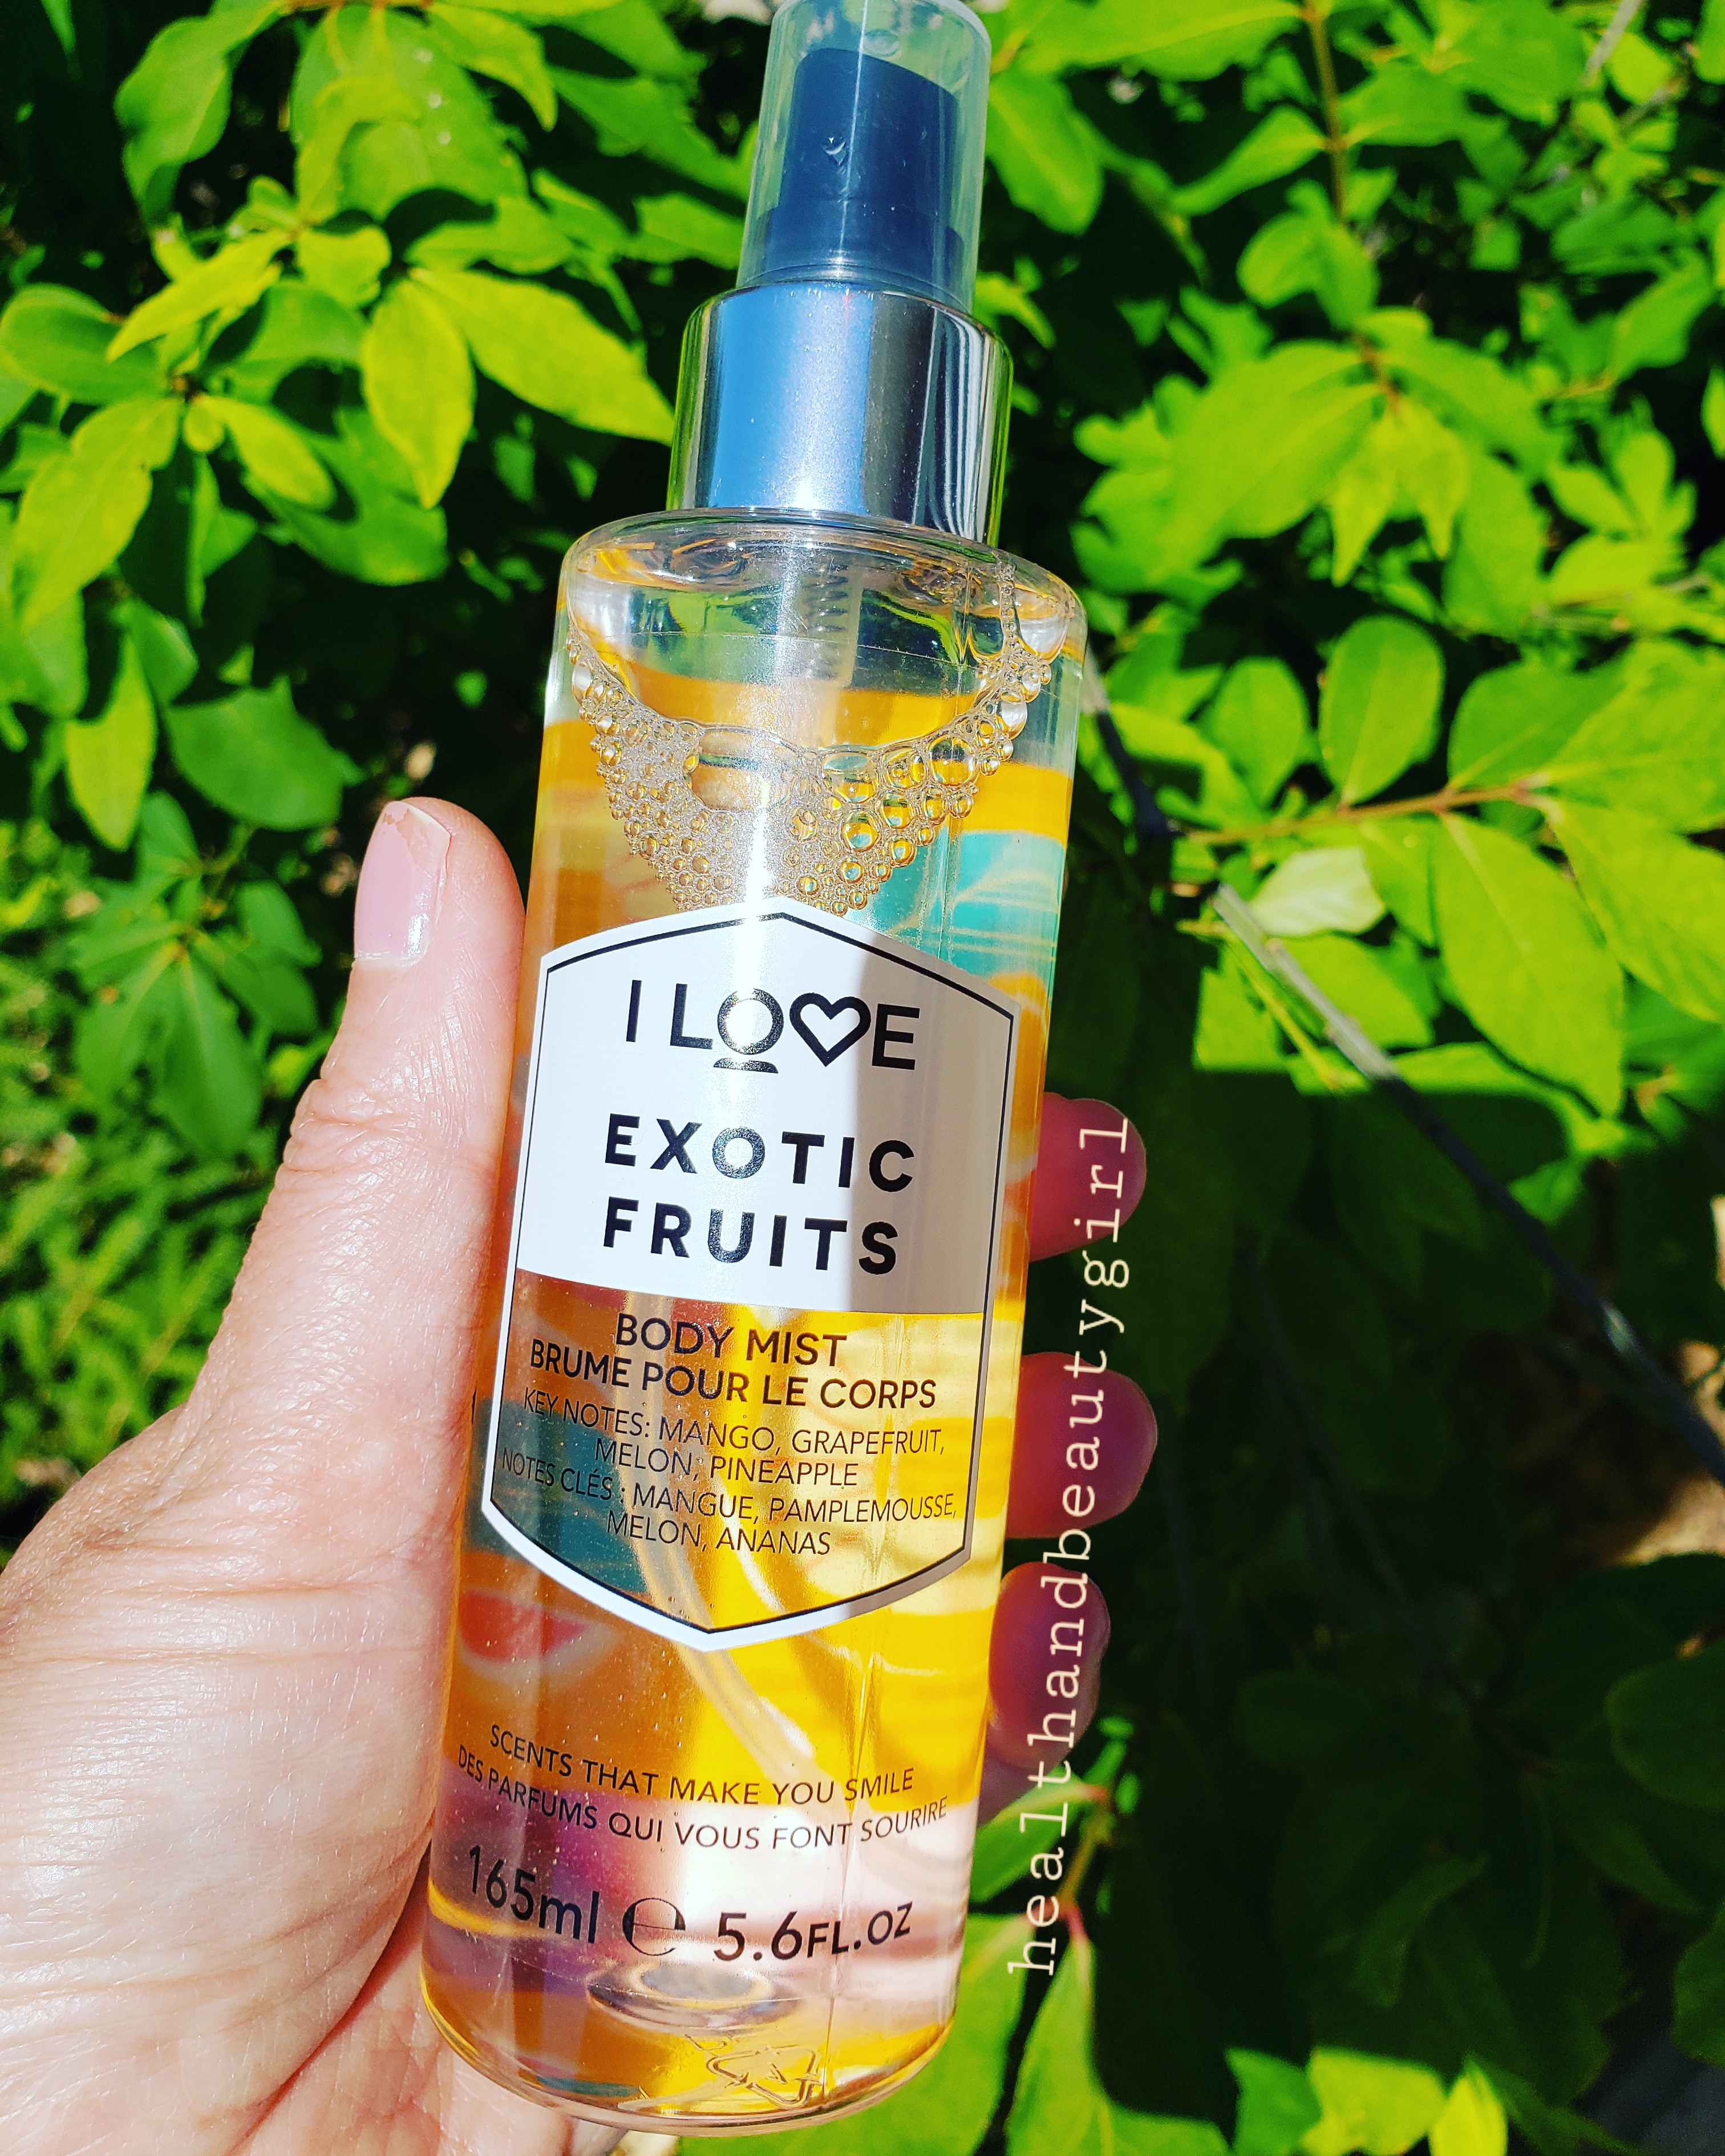 I LOVE
EXOTIC
FRUITS
BODY MIST
BRUME POUR LE CORPS
KEY NOTES: MANGO, GRAPEFRUIT,
MELON, PINEAPPLE
NOTES CLÉS : MANGUE, PAMPLEMOUSSE,
MELON, ANANAS
SCENTS THAT MAKE YOU SMILE
DES PARFUMS QUI VOUS FONT SOURIRE
165ml ℮ 5.6FL.OZ
healthandbeautygirl